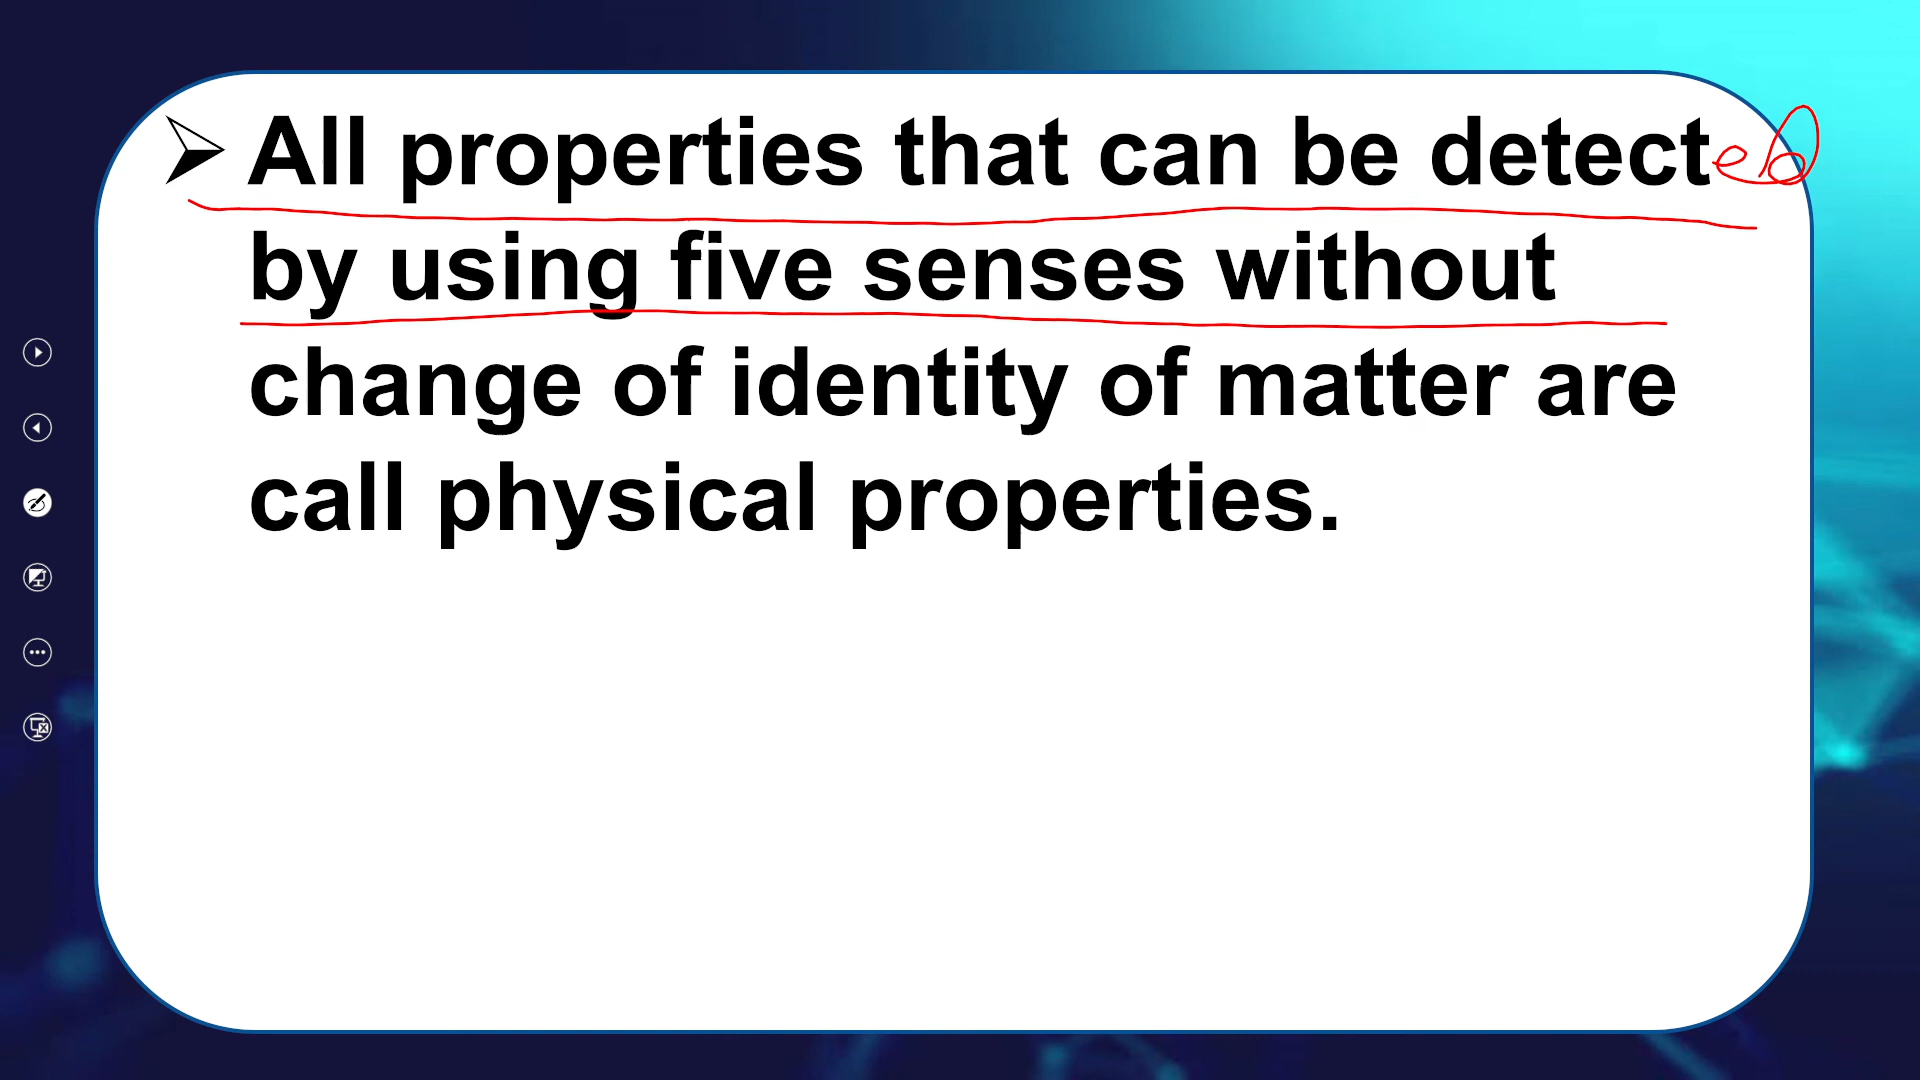 ➢ All properties that can be detected
by using five senses without
change of identity of matter are
call physical properties.